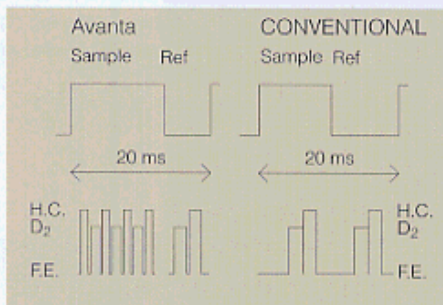 Avanta CONVENTIONAL
Sample Ref Sample Ref
20 ms 20 ms
H.C. H.C.
D2 D2
F.E. F.E.